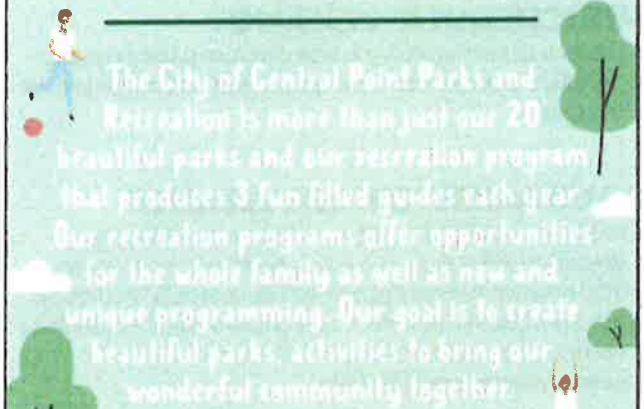 The City of Central Point Parks and
Recreation is more than just our 20
beautiful parks and our recreation program
that produces 3 fun filled guides each year
Our recreation programs offer opportunities
for the whole family as well as new and
unique programming. Our goal is to create
beautiful parks, activities to bring our
wonderful community together.